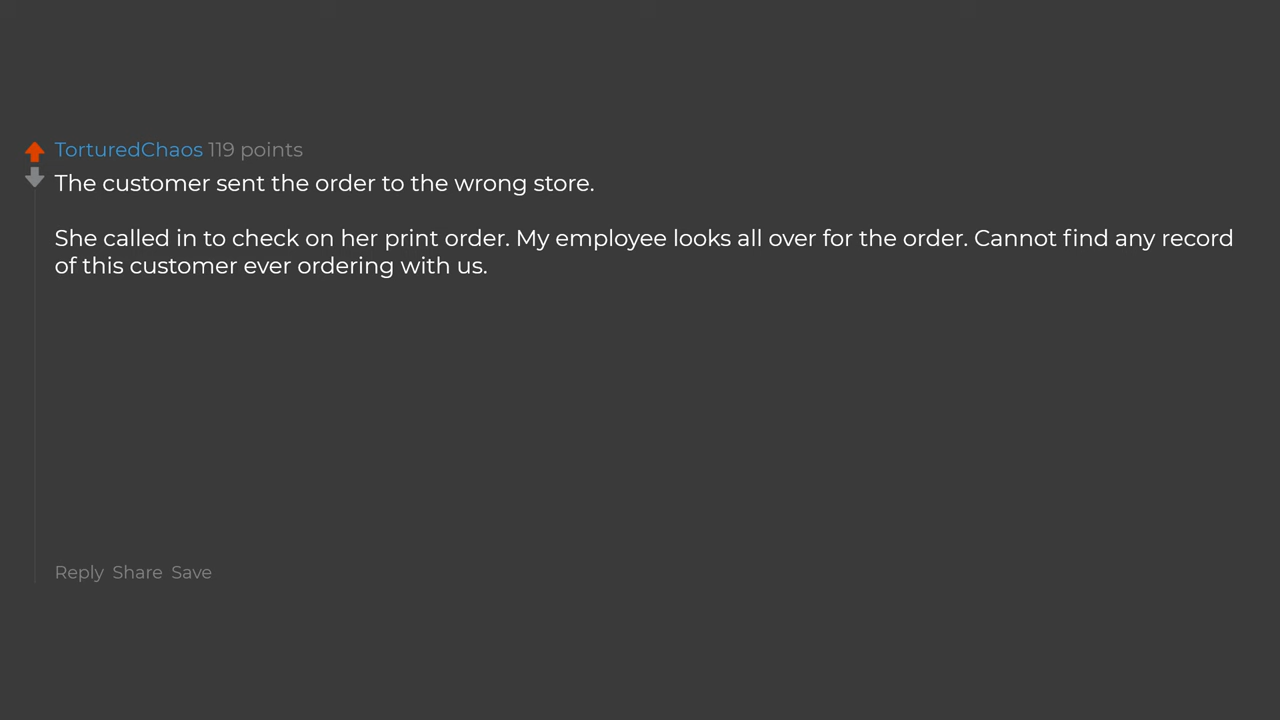 TorturedChaos 119 points
The customer sent the order to the wrong store.
She called in to check on her print order. My employee looks all over for the order. Cannot find any record
of this customer ever ordering with us.
Reply Share Save